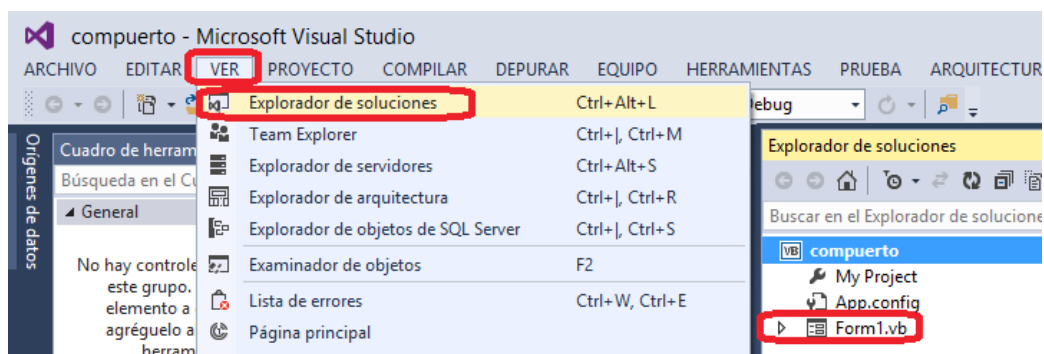 compuerto - Microsoft Visual Studio
ARCHIVO EDITAR VER PROYECTO COMPILAR DEPURAR EQUIPO HERRAMIENTAS PRUEBA ARQUITECTUR
ebug
Orígenes de datos
Cuadro de herram
Búsqueda en el Cu
General
No hay controle
este grupo.
elemento a
agréguelo a
herram
Explorador de soluciones Ctrl+Alt+L
Team Explorer Ctrl+|, Ctrl+M
Explorador de servidores Ctrl+Alt+S
Explorador de arquitectura Ctrl+|, Ctrl+R
Explorador de objetos de SQL Server Ctrl+|, Ctrl+S
Examinador de objetos F2
Lista de errores Ctrl+W, Ctrl+E
Página principal
Explorador de soluciones
Buscar en el Explorador de solucione
VB compuerto
My Project
App.config
Form1.vb